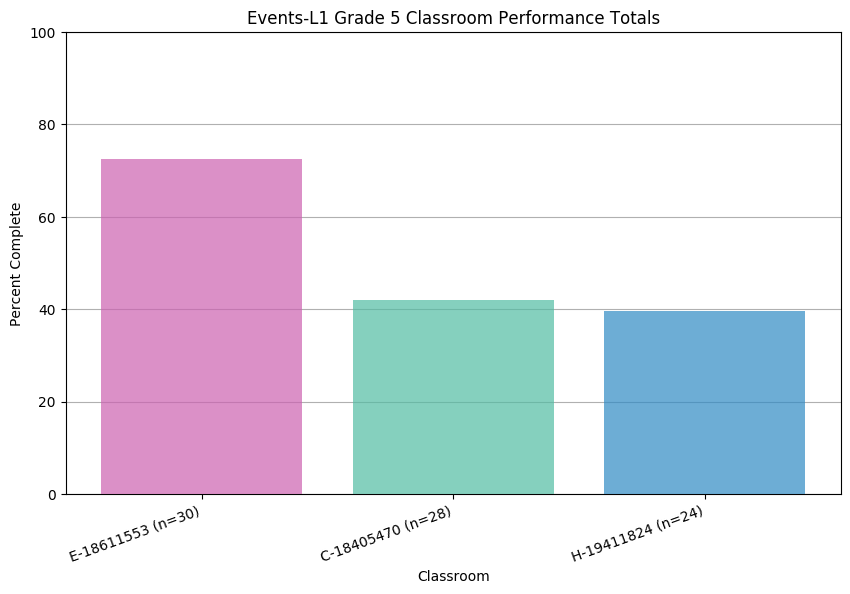 Events-L1 Grade 5 Classroom Performance Totals
100
80
60
40
20
0
Percent Complete
E-18611553 (n=30)
C-18405470 (n=28)
H-19411824 (n=24)
Classroom